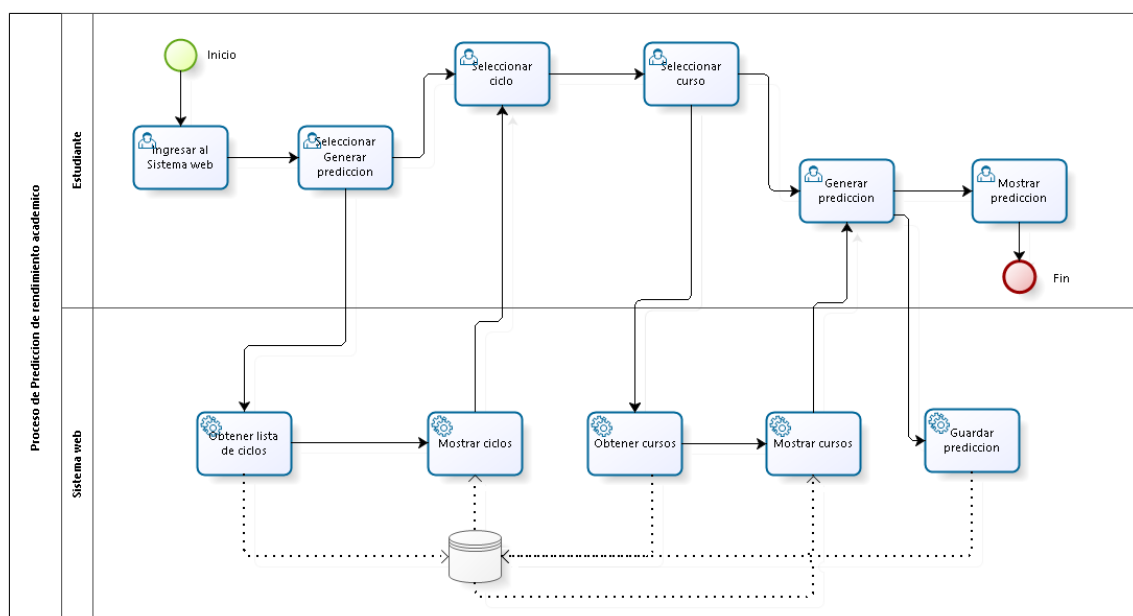 Proceso de Prediccion de rendimiento academico
Estudiante
Inicio
Ingresar al
Sistema web
Seleccionar
Generar
prediccion
Seleccionar
ciclo
Seleccionar
curso
Generar
prediccion
Mostrar
prediccion
Fin
Sistema web
Obtener lista
de ciclos
Mostrar ciclos
Obtener cursos
Mostrar cursos
Guardar
prediccion